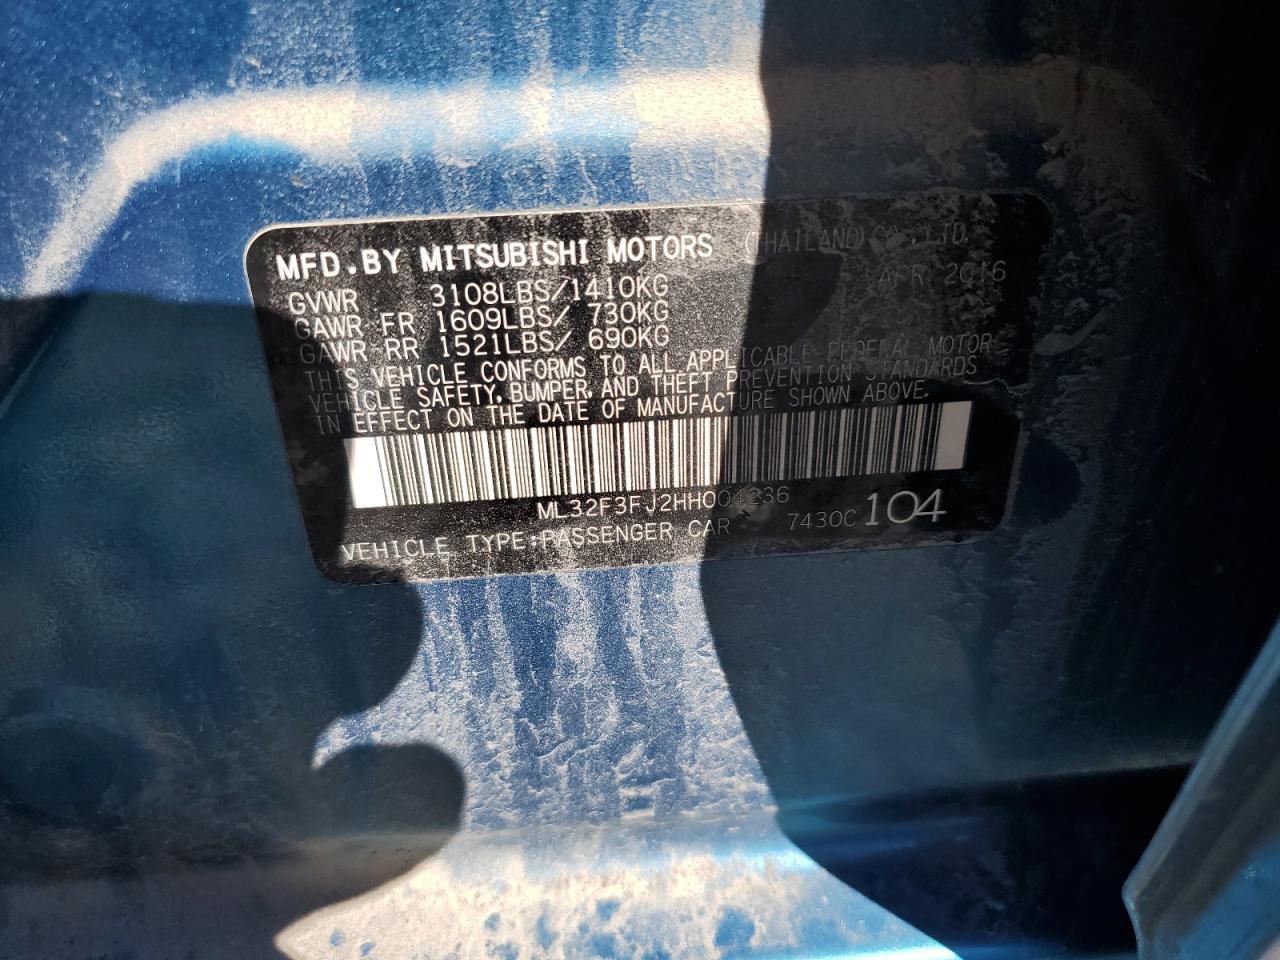 MFD.BY MITSUBISHI MOTORS (THAILAND) CO., LTD.
APR 2016
GVWR 3108LBS/1410KG
GAWR FR 1609LBS/ 730KG
GAWR RR 1521LBS/ 690KG
THIS VEHICLE CONFORMS TO ALL APPLICABLE FEDERAL MOTOR
VEHICLE SAFETY, BUMPER, AND THEFT PREVENTION STANDARDS
IN EFFECT ON THE DATE OF MANUFACTURE SHOWN ABOVE.
ML32F3FJ2HH004236
VEHICLE TYPE:PASSENGER CAR 7430C 104